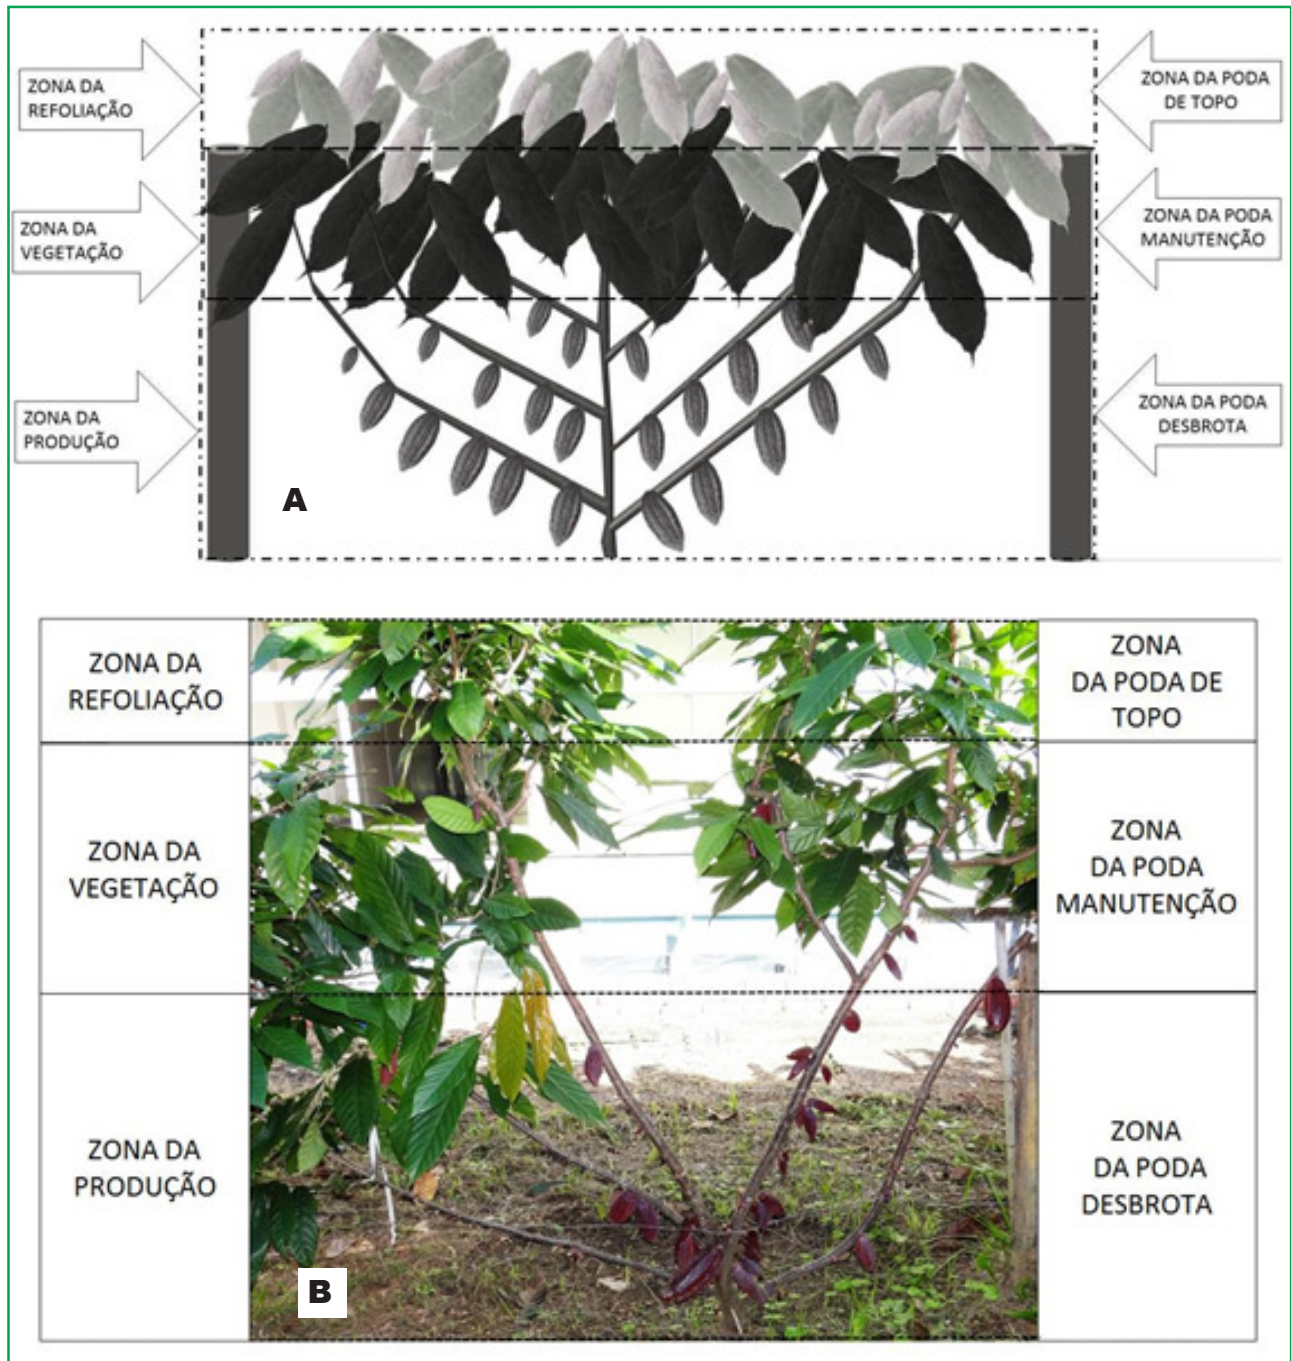 ZONA DA
REFOLIAÇÃO
ZONA DA PODA
DE TOPO
ZONA DA
VEGETAÇÃO
ZONA DA PODA
MANUTENÇÃO
ZONA DA
PRODUÇÃO
ZONA DA PODA
DESBROTA
A
ZONA DA
REFOLIAÇÃO
ZONA
DA PODA DE
TOPO
ZONA DA
VEGETAÇÃO
ZONA
DA PODA
MANUTENÇÃO
ZONA DA
PRODUÇÃO
ZONA
DA PODA
DESBROTA
B